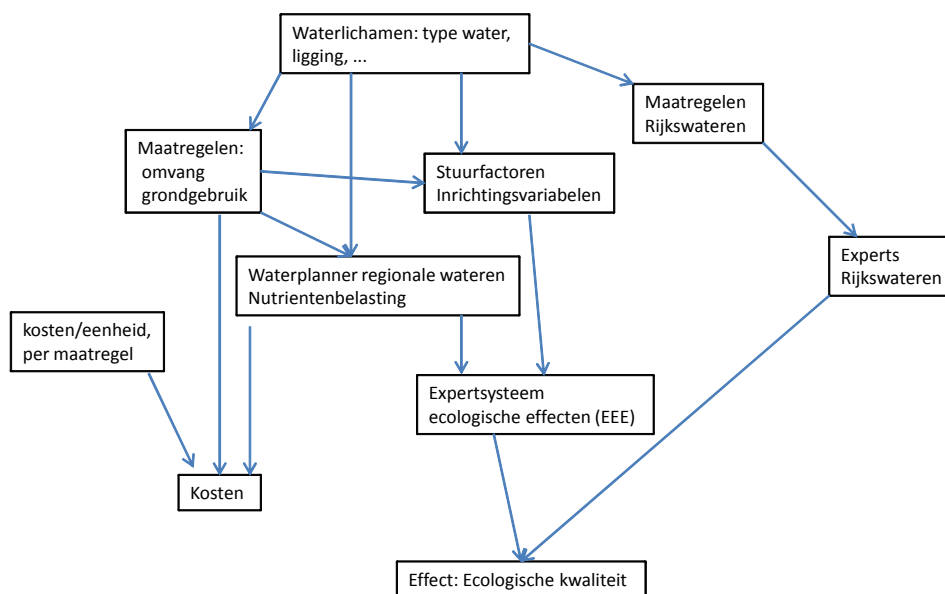 Waterlichamen: type water,
ligging, ...
Maatregelen
Rijkswateren
Maatregelen:
omvang
grondgebruik
Stuurfactoren
Inrichtingsvariabelen
Experts
Rijkswateren
Waterplanner regionale wateren
Nutrientenbelasting
kosten/eenheid,
per maatregel
Expertsysteem
ecologische effecten (EEE)
Kosten
Effect: Ecologische kwaliteit